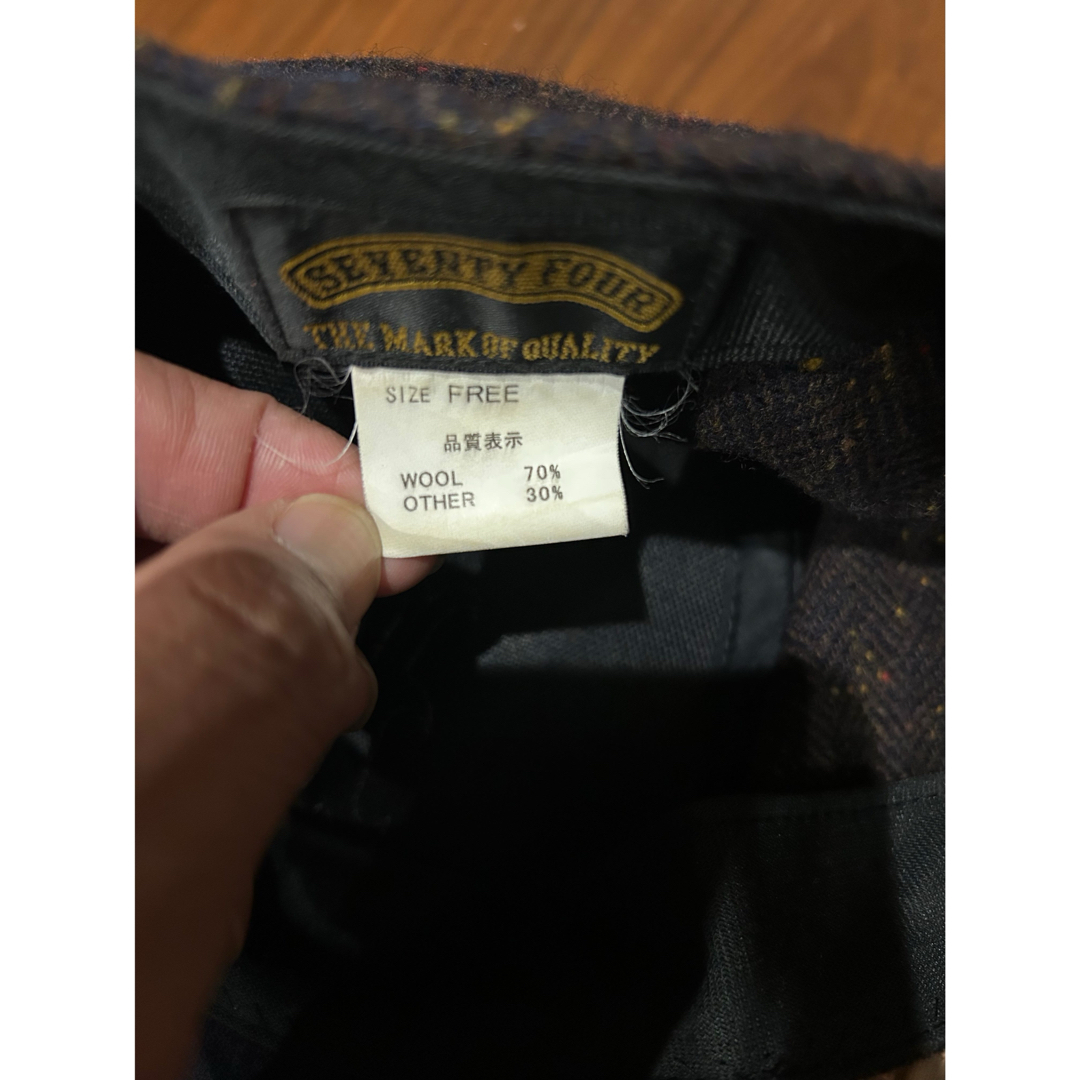 SEVENTY FOUR
THE MARK OF QUALITY
SIZE FREE
品質表示
WOOL 70%
OTHER 30%